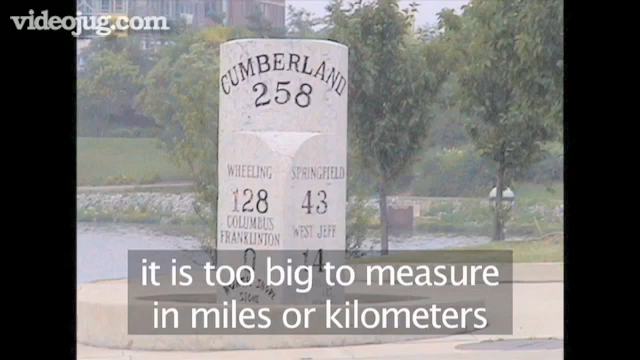 videojug.com
CUMBERLAND
258
WHEELING
128
COLUMBUS
FRANKLINTON
0
SPRINGFIELD
43
WEST JEFF
14
STONE
it is too big to measure
in miles or kilometers